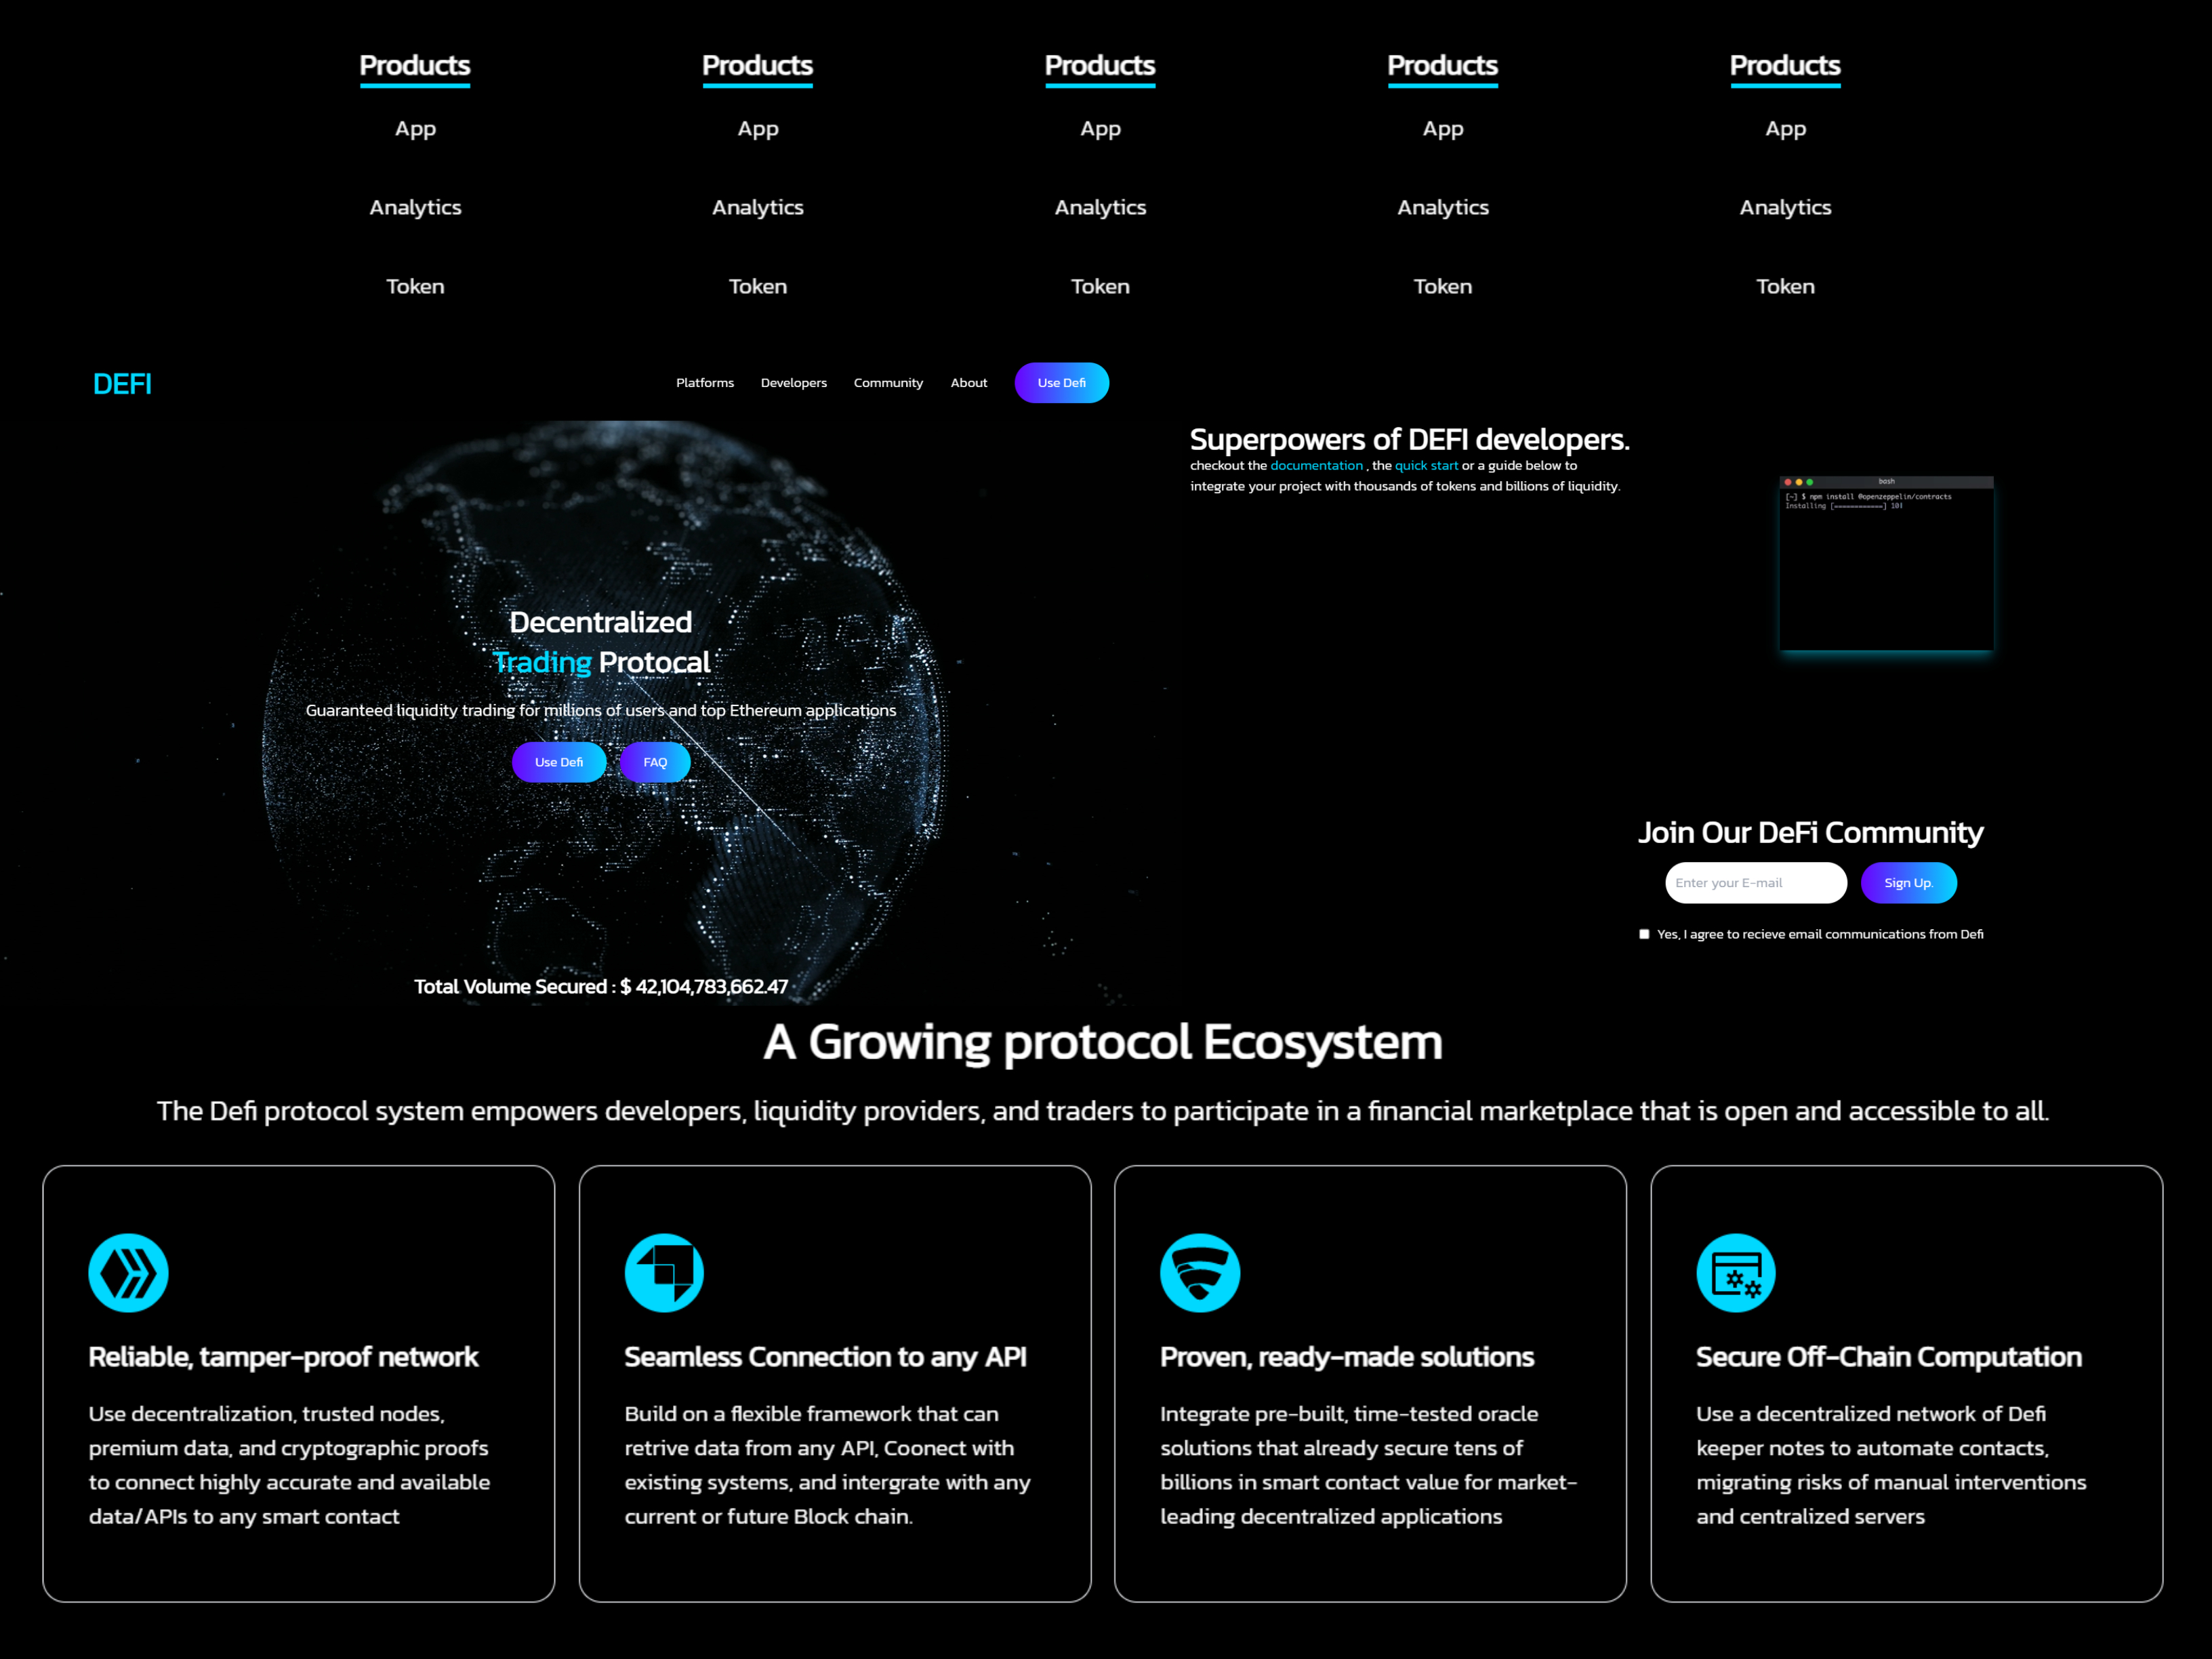 Products Products Products Products Products
App App App App App
Analytics Analytics Analytics Analytics Analytics
Token Token Token Token Token
DEFI
Platforms Developers Community About Use Defi
Decentralized
Trading Protocal
Guaranteed liquidity trading for millions of users and top Ethereum applications
Use Defi FAQ
Total Volume Secured : $ 42,104,783,662.47
Superpowers of DEFI developers.
checkout the documentation , the quick start or a guide below to
integrate your project with thousands of tokens and billions of liquidity.
bash
[~] $ npm install @openzeppelin/contracts
Installing [============] 10
Join Our DeFi Community
Enter your E-mail Sign Up.
Yes, I agree to recieve email communications from Defi
A Growing protocol Ecosystem
The Defi protocol system empowers developers, liquidity providers, and traders to participate in a financial marketplace that is open and accessible to all.
Reliable, tamper-proof network
Use decentralization, trusted nodes,
premium data, and cryptographic proofs
to connect highly accurate and available
data/APIs to any smart contact
Seamless Connection to any API
Build on a flexible framework that can
retrive data from any API, Coonect with
existing systems, and intergrate with any
current or future Block chain.
Proven, ready-made solutions
Integrate pre-built, time-tested oracle
solutions that already secure tens of
billions in smart contact value for market-
leading decentralized applications
Secure Off-Chain Computation
Use a decentralized network of Defi
keeper notes to automate contacts,
migrating risks of manual interventions
and centralized servers